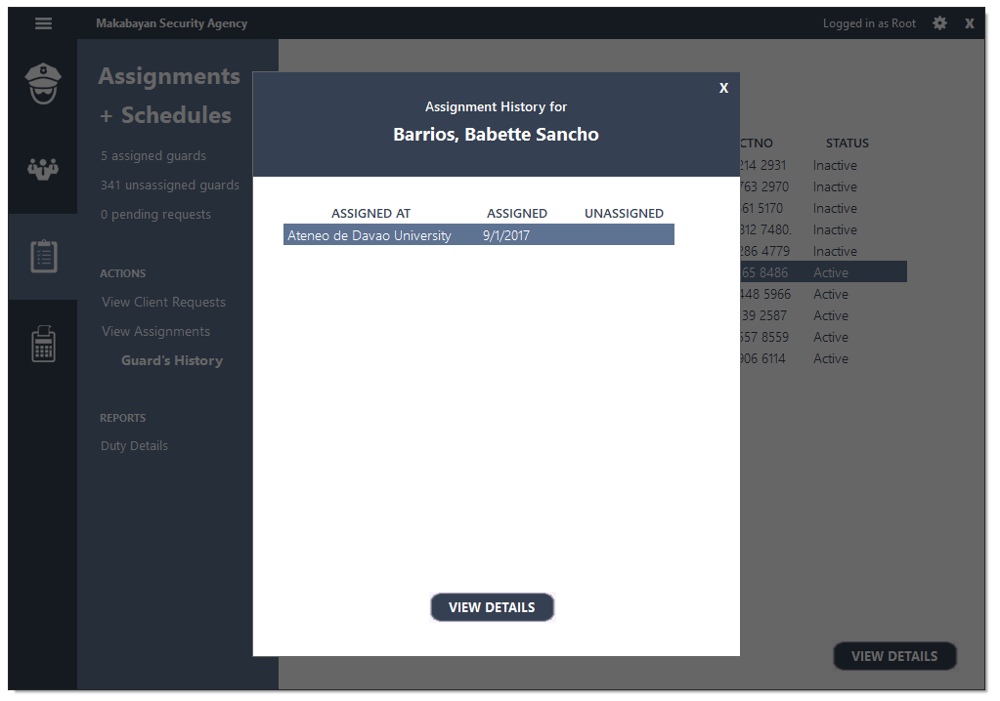 Makabayan Security Agency
Logged in as Root
X
Assignments
+ Schedules
5 assigned guards
341 unassigned guards
0 pending requests
ACTIONS
View Client Requests
View Assignments
Guard's History
REPORTS
Duty Details
X
Assignment History for
Barrios, Babette Sancho
ASSIGNED AT ASSIGNED UNASSIGNED
Ateneo de Davao University 9/1/2017
VIEW DETAILS
CTNO STATUS
214 2931 Inactive
763 2970 Inactive
61 5170 Inactive
312 7480. Inactive
286 4779 Inactive
65 8486 Active
448 5966 Active
39 2587 Active
557 8559 Active
906 6114 Active
VIEW DETAILS